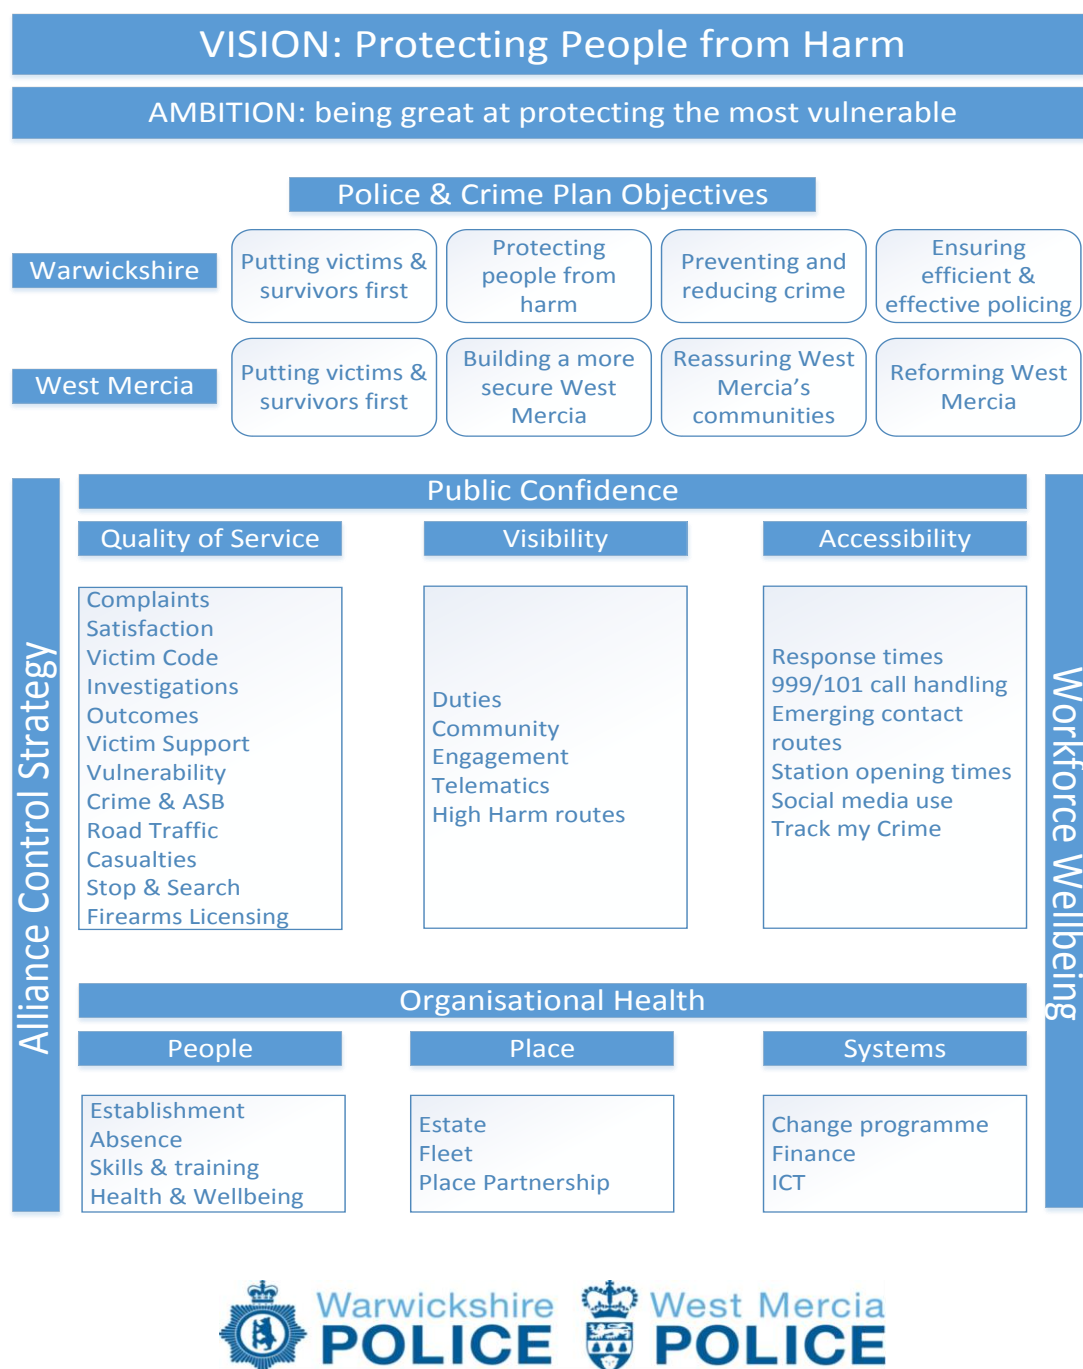 VISION: Protecting People from Harm
AMBITION: being great at protecting the most vulnerable
Police & Crime Plan Objectives
Warwickshire
Putting victims &
survivors first
Protecting
people from
harm
Preventing and
reducing crime
Ensuring
efficient &
effective policing
West Mercia
Putting victims &
survivors first
Building a more
secure West
Mercia
Reassuring West
Mercia's
communities
Reforming West
Mercia
Alliance Control Strategy
Public Confidence
Quality of Service
Complaints
Satisfaction
Victim Code
Investigations
Outcomes
Victim Support
Vulnerability
Crime & ASB
Road Traffic
Casualties
Stop & Search
Firearms Licensing
Visibility
Duties
Community
Engagement
Telematics
High Harm routes
Accessibility
Response times
999/101 call handling
Emerging contact
routes
Station opening times
Social media use
Track my Crime
Organisational Health
People
Establishment
Absence
Skills & training
Health & Wellbeing
Place
Estate
Fleet
Place Partnership
Systems
Change programme
Finance
ICT
Workforce Wellbeing
Warwickshire
POLICE
West Mercia
POLICE